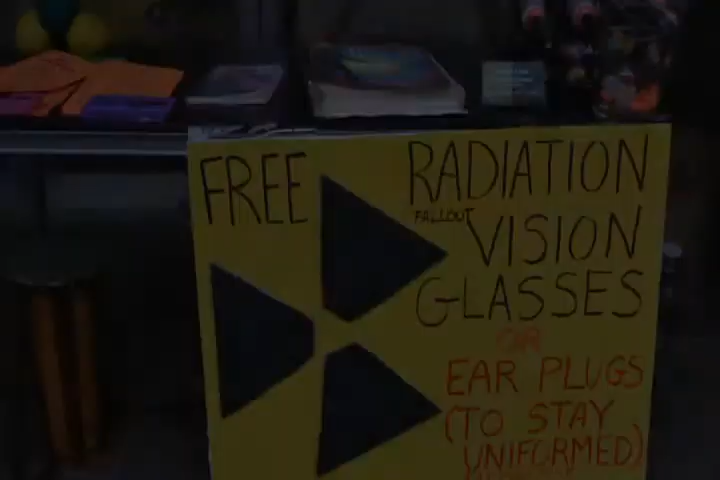 FREE
RADIATION
FALLOUT
VISION
GLASSES
OR
EAR PLUGS
(TO STAY
UNIFORMED)